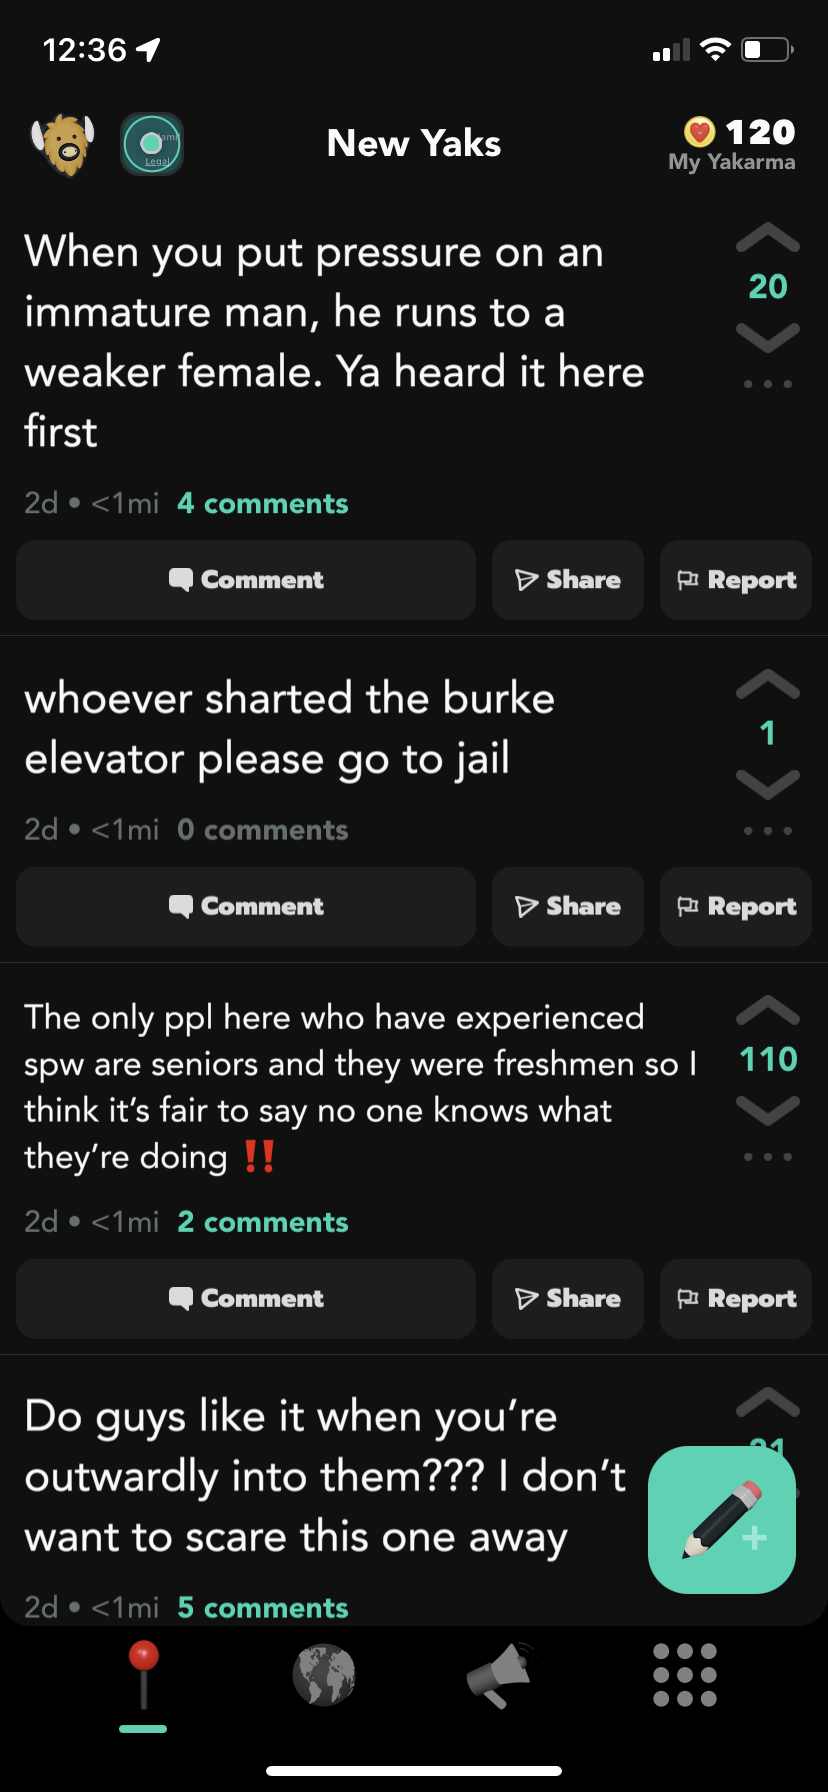 12:36
Legal
New Yaks
120
My Yakarma
When you put pressure on an
immature man, he runs to a
weaker female. Ya heard it here
first
20
2d • <1mi 4 comments
Comment
Share
Report
whoever sharted the burke
elevator please go to jail
1
2d • <1mi 0 comments
Comment
Share
Report
The only ppl here who have experienced
spw are seniors and they were freshmen so I
think it’s fair to say no one knows what
they’re doing ‼️
110
2d • <1mi 2 comments
Comment
Share
Report
Do guys like it when you’re
outwardly into them??? I don’t
want to scare this one away
2d • <1mi 5 comments